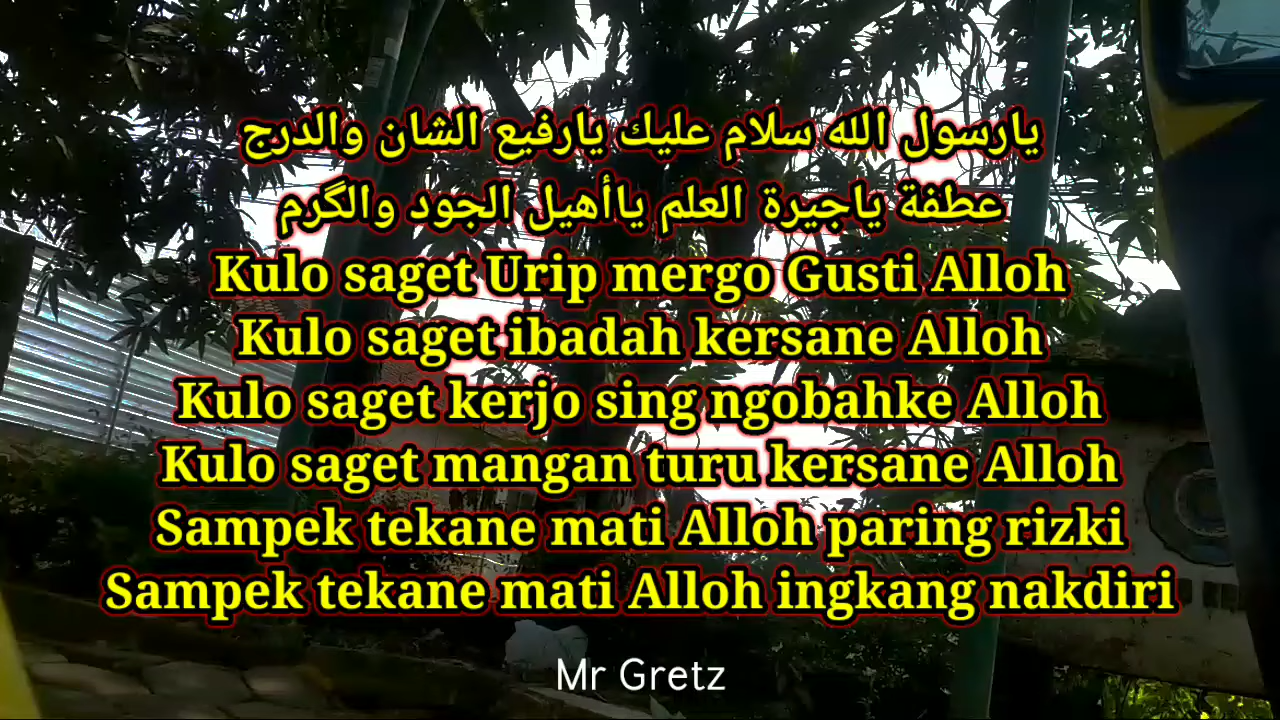 يارسول الله سلام عليك يارفيع الشان والدرج
عطفة ياجيرة العلم ياأهيل الجود والگرم
Kulo saget Urip mergo Gusti Alloh
Kulo saget ibadah kersane Alloh
Kulo saget kerjo sing ngobahke Alloh
Kulo saget mangan turu kersane Alloh
Sampek tekane mati Alloh paring rizki
Sampek tekane mati Alloh ingkang nakdiri
Mr Gretz